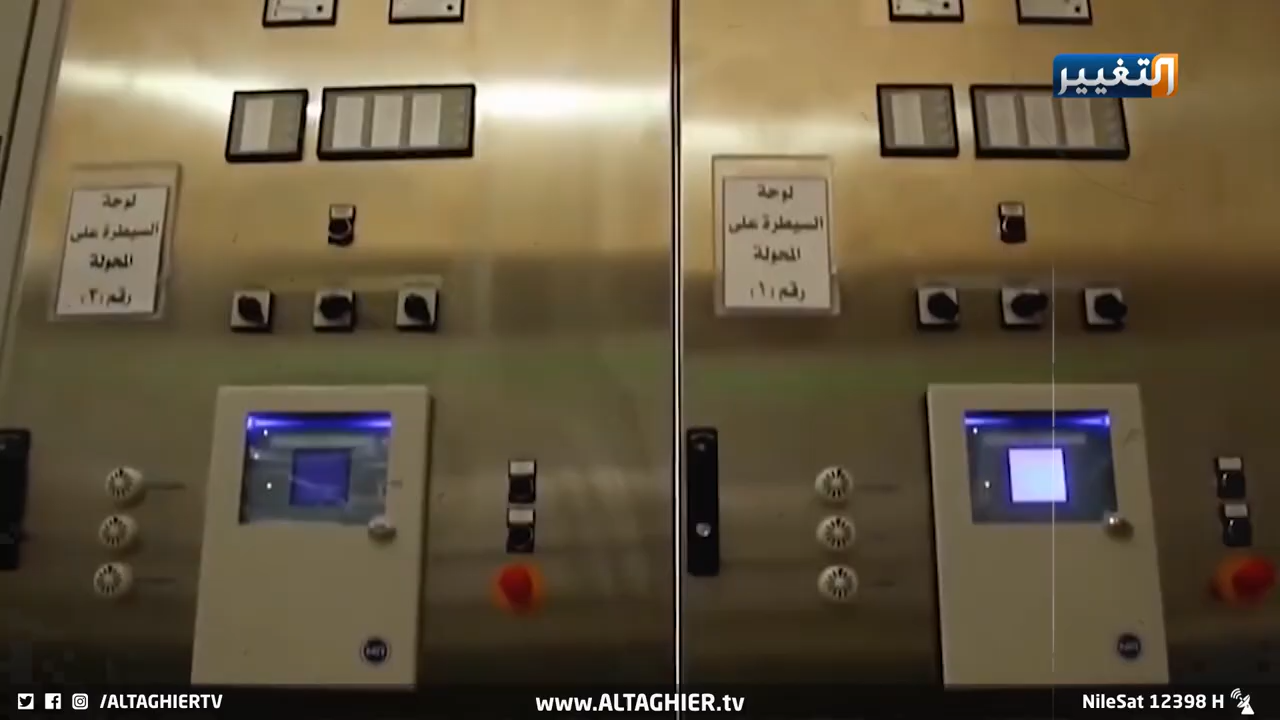 التغيير
لوحة
السيطرة على
المحولة
رقم :٢:
لوحة
السيطرة على
المحولة
رقم :١:
/ALTAGHIERTV
www.ALTAGHIER.tv
NileSat 12398 H